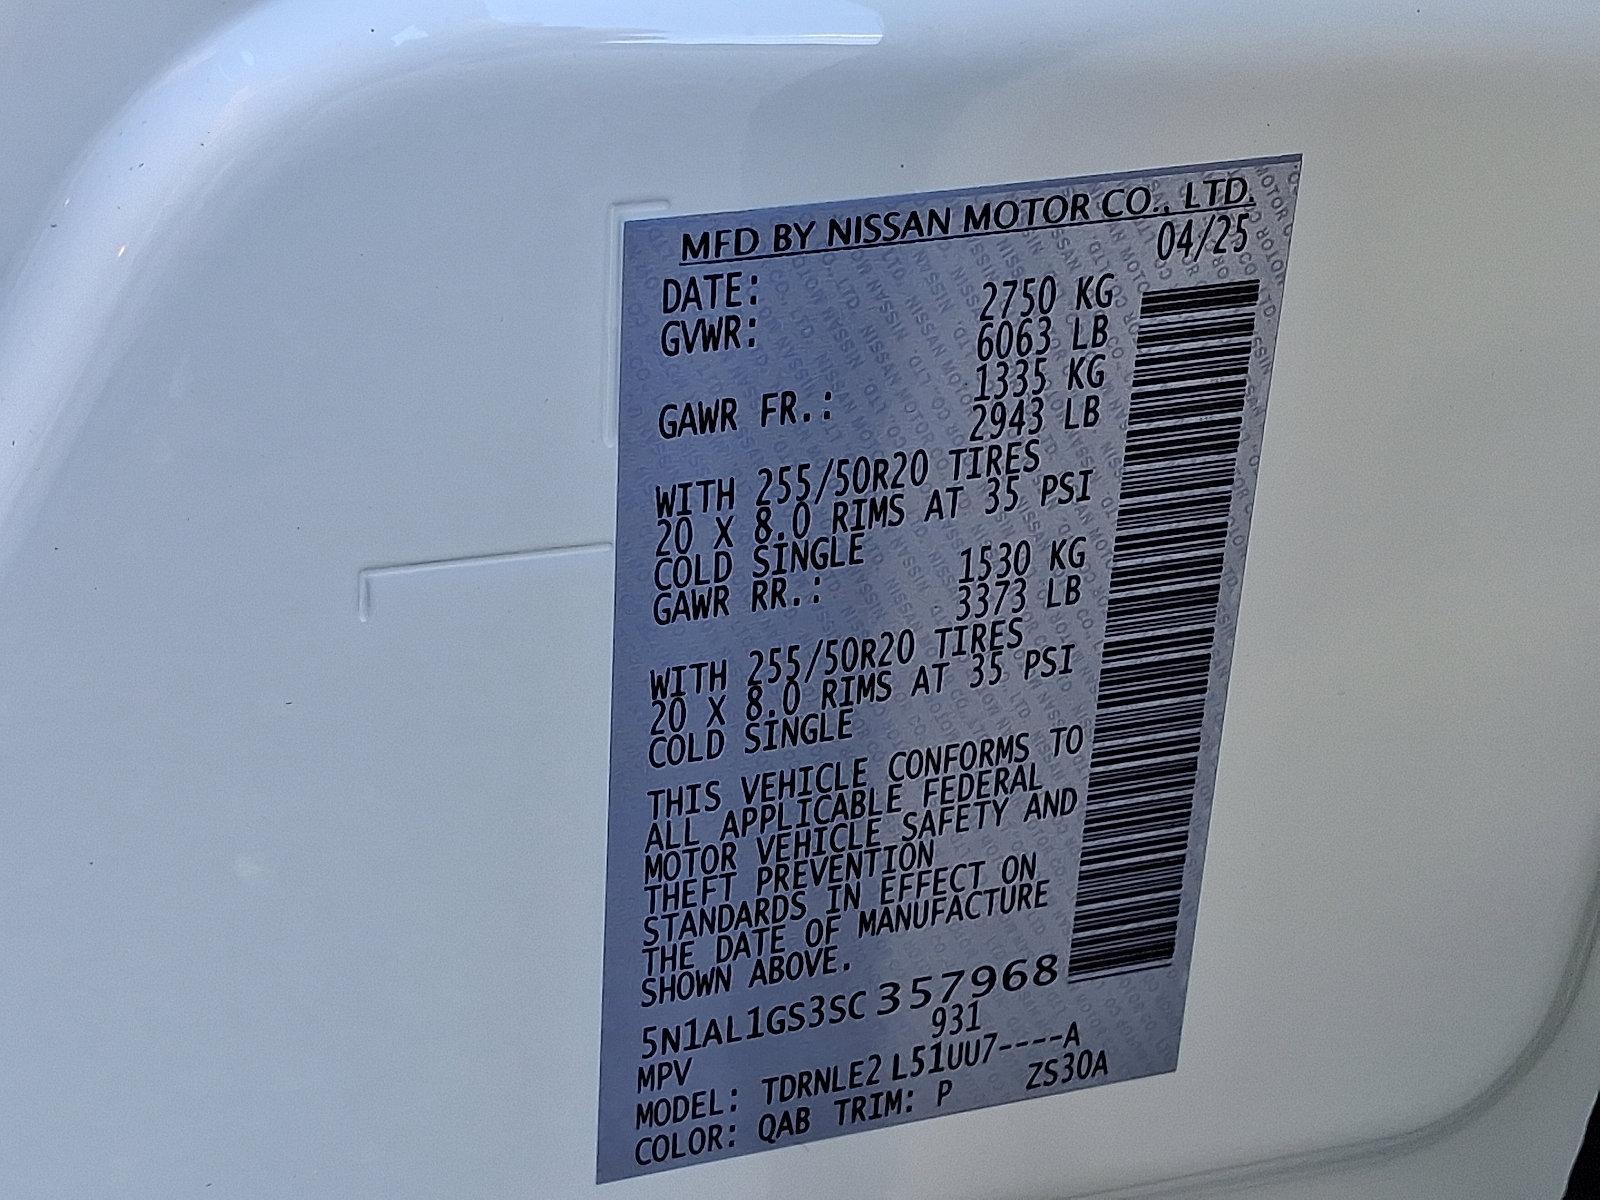 MFD BY NISSAN MOTOR CO., LTD.
DATE: 04/25
GVWR: 2750 KG
6063 LB
GAWR FR.: 1335 KG
2943 LB
WITH 255/50R20 TIRES
20 X 8.0 RIMS AT 35 PSI
COLD SINGLE
GAWR RR.: 1530 KG
3373 LB
WITH 255/50R20 TIRES
20 X 8.0 RIMS AT 35 PSI
COLD SINGLE
THIS VEHICLE CONFORMS TO
ALL APPLICABLE FEDERAL
MOTOR VEHICLE SAFETY AND
THEFT PREVENTION
STANDARDS IN EFFECT ON
THE DATE OF MANUFACTURE
SHOWN ABOVE.
5N1AL1GS3SC 357968
MPV 931
MODEL: TDRNLE2 L51UU7----A
COLOR: QAB TRIM: P ZS30A